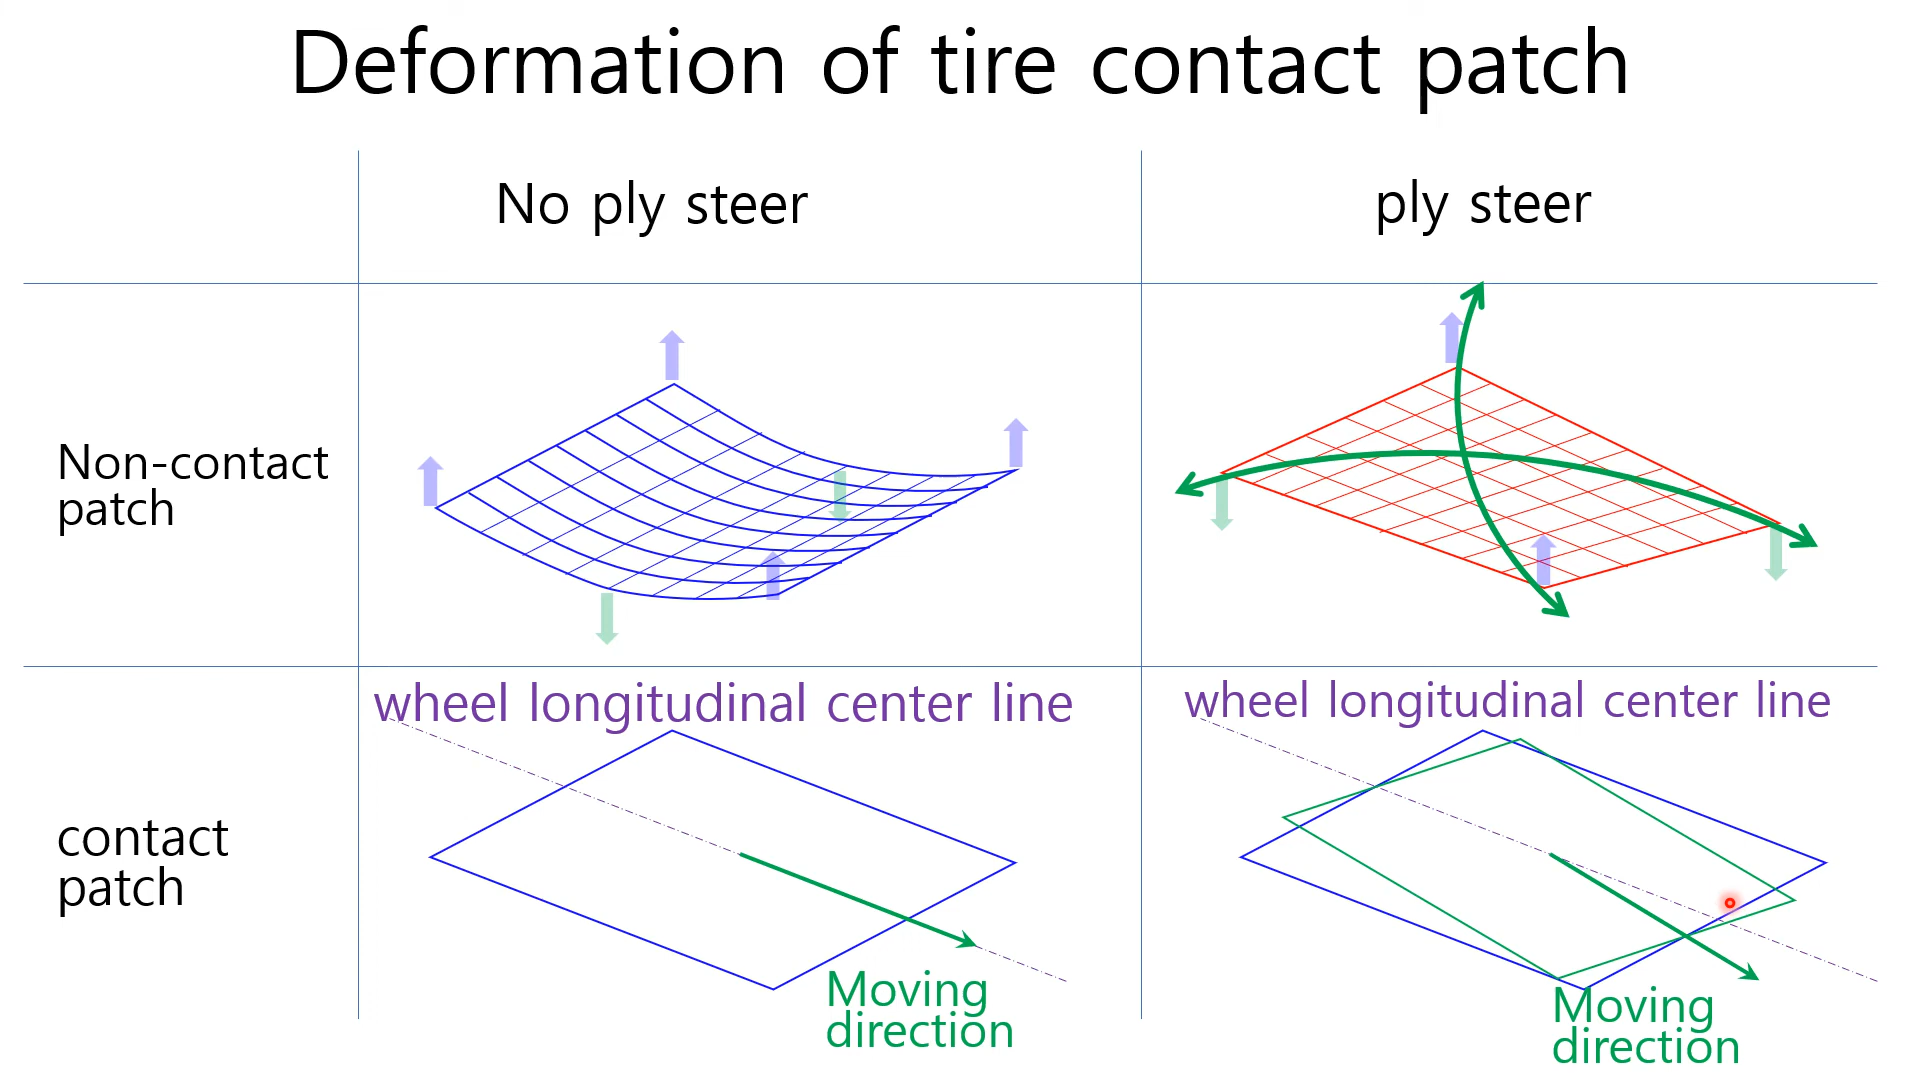 Deformation of tire contact patch
No ply steer
ply steer
Non-contact
patch
wheel longitudinal center line
wheel longitudinal center line
contact
patch
Moving
direction
Moving
direction